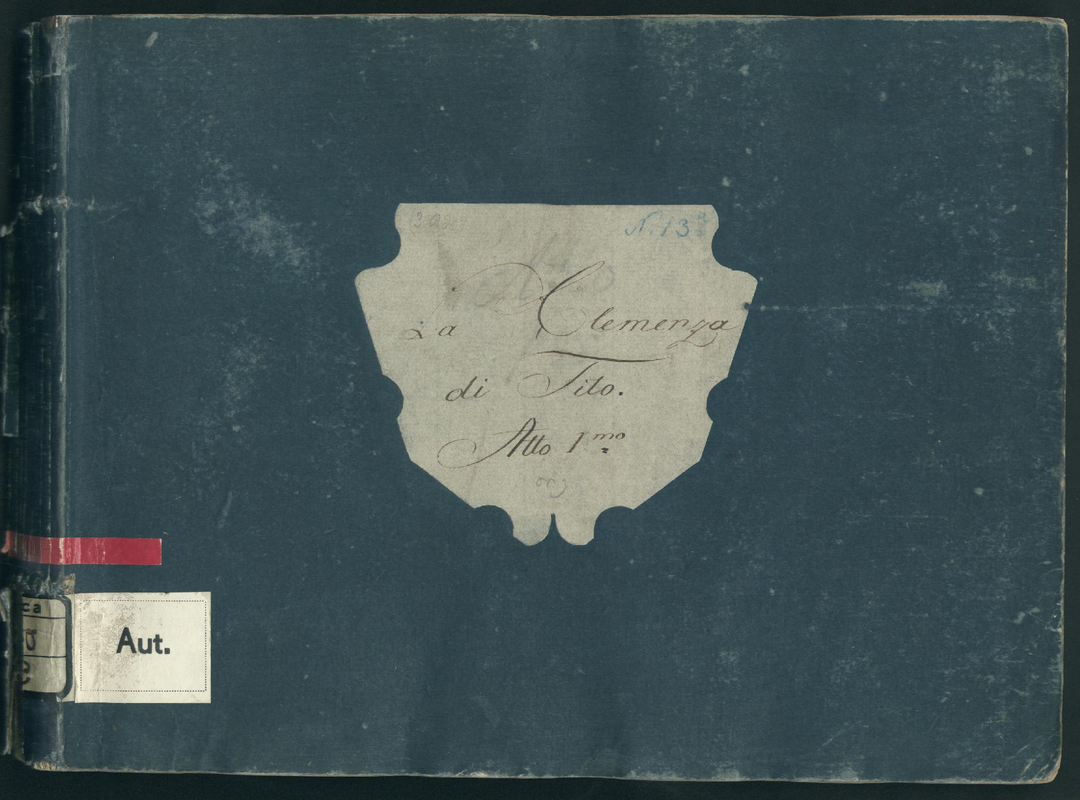 N. 13
La Clemenza
di Tito.
Atto 1mo
Aut.